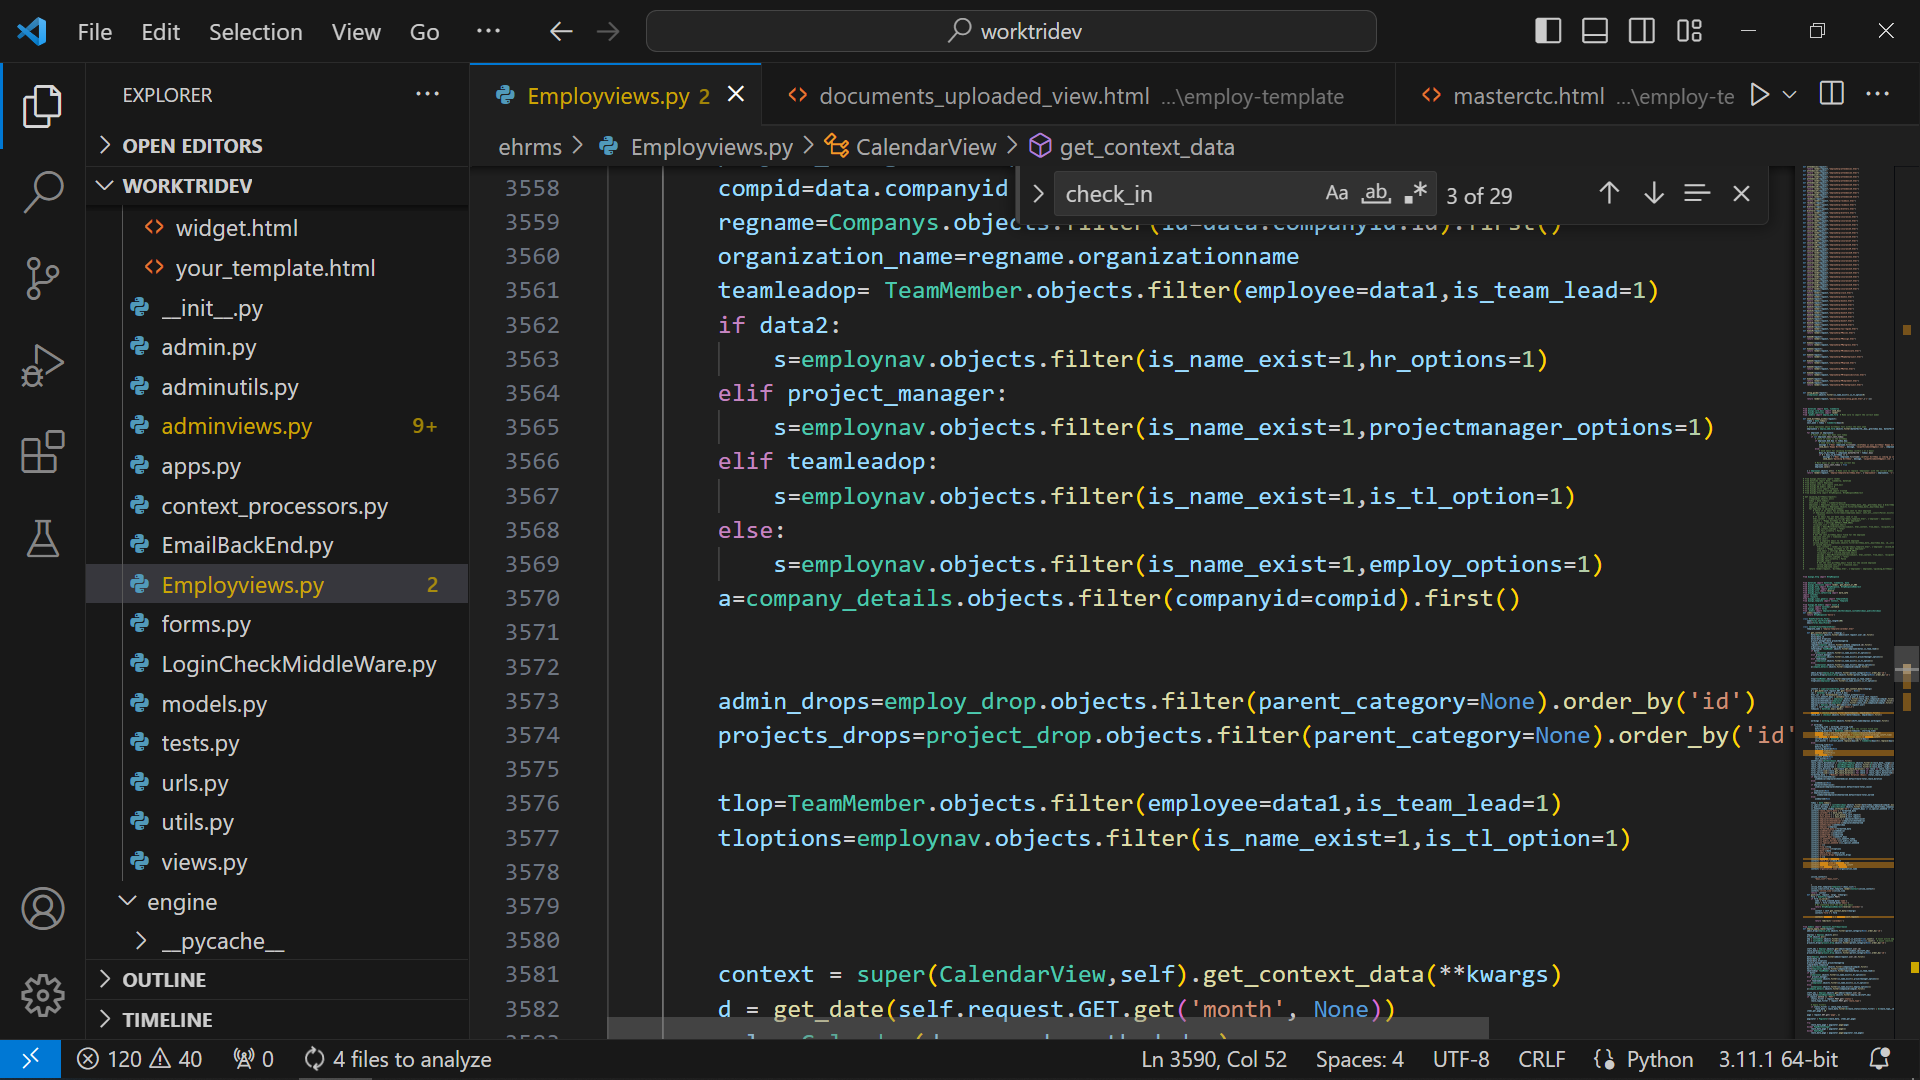 File Edit Selection View Go ··· worktridev
EXPLORER ···
OPEN EDITORS
WORKTRIDEV
widget.html
your_template.html
__init__.py
admin.py
adminutils.py
adminviews.py 9+
apps.py
context_processors.py
EmailBackEnd.py
Employviews.py 2
forms.py
LoginCheckMiddleWare.py
models.py
tests.py
urls.py
utils.py
views.py
engine
__pycache__
OUTLINE
TIMELINE
Employviews.py 2 documents_uploaded_view.html ...\employ-template masterctc.html ...\employ-te
ehrms > Employviews.py > CalendarView > get_context_data
check_in Aa ab .* 3 of 29
3558 compid=data.companyid
3559 regname=Companys.objects.filter(id=data.companyid.id).first()
3560 organization_name=regname.organizationname
3561 teamleadop= TeamMember.objects.filter(employee=data1,is_team_lead=1)
3562 if data2:
3563 s=employnav.objects.filter(is_name_exist=1,hr_options=1)
3564 elif project_manager:
3565 s=employnav.objects.filter(is_name_exist=1,projectmanager_options=1)
3566 elif teamleadop:
3567 s=employnav.objects.filter(is_name_exist=1,is_tl_option=1)
3568 else:
3569 s=employnav.objects.filter(is_name_exist=1,employ_options=1)
3570 a=company_details.objects.filter(companyid=compid).first()
3571
3572
3573 admin_drops=employ_drop.objects.filter(parent_category=None).order_by('id')
3574 projects_drops=project_drop.objects.filter(parent_category=None).order_by('id'
3575
3576 tlop=TeamMember.objects.filter(employee=data1,is_team_lead=1)
3577 tloptions=employnav.objects.filter(is_name_exist=1,is_tl_option=1)
3578
3579
3580
3581 context = super(CalendarView,self).get_context_data(**kwargs)
3582 d = get_date(self.request.GET.get('month', None))
120 40 0 4 files to analyze Ln 3590, Col 52 Spaces: 4 UTF-8 CRLF {} Python 3.11.1 64-bit